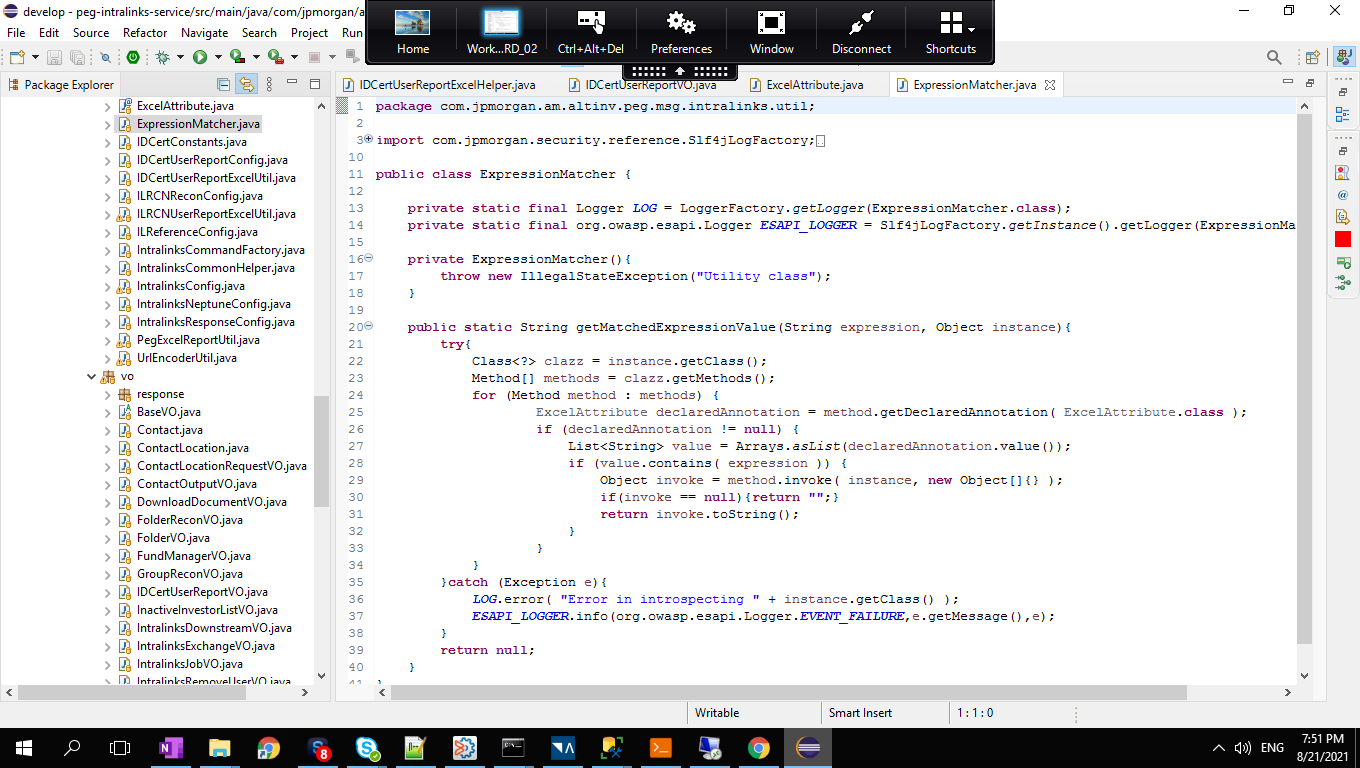 develop - peg-intralinks-service/src/main/java/com/jpmorgan/a
File Edit Source Refactor Navigate Search Project Run
Home
Work...RD_02
Ctrl+Alt+Del
Preferences
Window
Disconnect
Shortcuts
Package Explorer
IDCertUserReportExcelHelper.java
IDCertUserReportVO.java
ExcelAttribute.java
ExpressionMatcher.java
ExcelAttribute.java
ExpressionMatcher.java
IDCertConstants.java
IDCertUserReportConfig.java
IDCertUserReportExcelUtil.java
ILRCNReconConfig.java
ILRCNUserReportExcelUtil.java
ILReferenceConfig.java
IntralinksCommandFactory.java
IntralinksCommonHelper.java
IntralinksConfig.java
IntralinksNeptuneConfig.java
IntralinksResponseConfig.java
PegExcelReportUtil.java
UrlEncoderUtil.java
vo
response
BaseVO.java
Contact.java
ContactLocation.java
ContactLocationRequestVO.java
ContactOutputVO.java
DownloadDocumentVO.java
FolderReconVO.java
FolderVO.java
FundManagerVO.java
GroupReconVO.java
IDCertUserReportVO.java
InactiveInvestorListVO.java
IntralinksDownstreamVO.java
IntralinksExchangeVO.java
IntralinksJobVO.java
IntralinksRemoveUserVO.java
1 package com.jpmorgan.am.altinv.peg.msg.intralinks.util;
2
3 import com.jpmorgan.security.reference.Slf4jLogFactory;
10
11 public class ExpressionMatcher {
12
13 private static final Logger LOG = LoggerFactory.getLogger(ExpressionMatcher.class);
14 private static final org.owasp.esapi.Logger ESAPI_LOGGER = Slf4jLogFactory.getInstance().getLogger(ExpressionMa
15
16 private ExpressionMatcher(){
17 throw new IllegalStateException("Utility class");
18 }
19
20 public static String getMatchedExpressionValue(String expression, Object instance){
21 try{
22 Class<?> clazz = instance.getClass();
23 Method[] methods = clazz.getMethods();
24 for (Method method : methods) {
25 ExcelAttribute declaredAnnotation = method.getDeclaredAnnotation( ExcelAttribute.class );
26 if (declaredAnnotation != null) {
27 List<String> value = Arrays.asList(declaredAnnotation.value());
28 if (value.contains( expression )) {
29 Object invoke = method.invoke( instance, new Object[]{} );
30 if(invoke == null){return "";}
31 return invoke.toString();
32 }
33 }
34 }
35 }catch (Exception e){
36 LOG.error( "Error in introspecting " + instance.getClass() );
37 ESAPI_LOGGER.info(org.owasp.esapi.Logger.EVENT_FAILURE,e.getMessage(),e);
38 }
39 return null;
40 }
41 }
Writable
Smart Insert
1 : 1 : 0
8
ENG
7:51 PM
8/21/2021